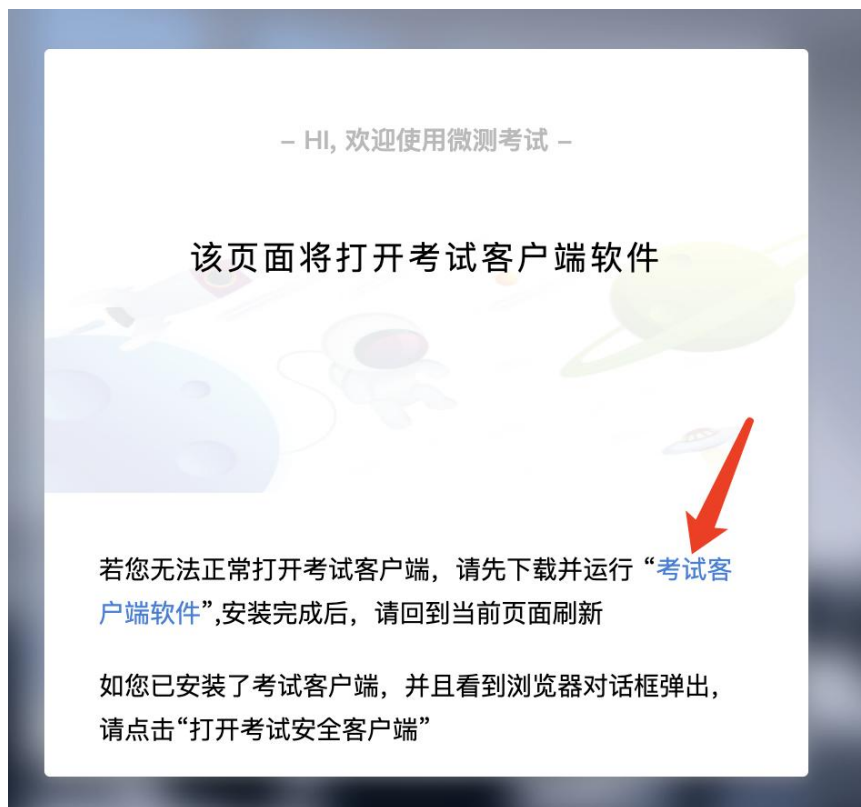 – HI, 欢迎使用微测考试 –
该页面将打开考试客户端软件
若您无法正常打开考试客户端，请先下载并运行 “考试客
户端软件”,安装完成后，请回到当前页面刷新
如您已安装了考试客户端，并且看到浏览器对话框弹出，
请点击“打开考试安全客户端”